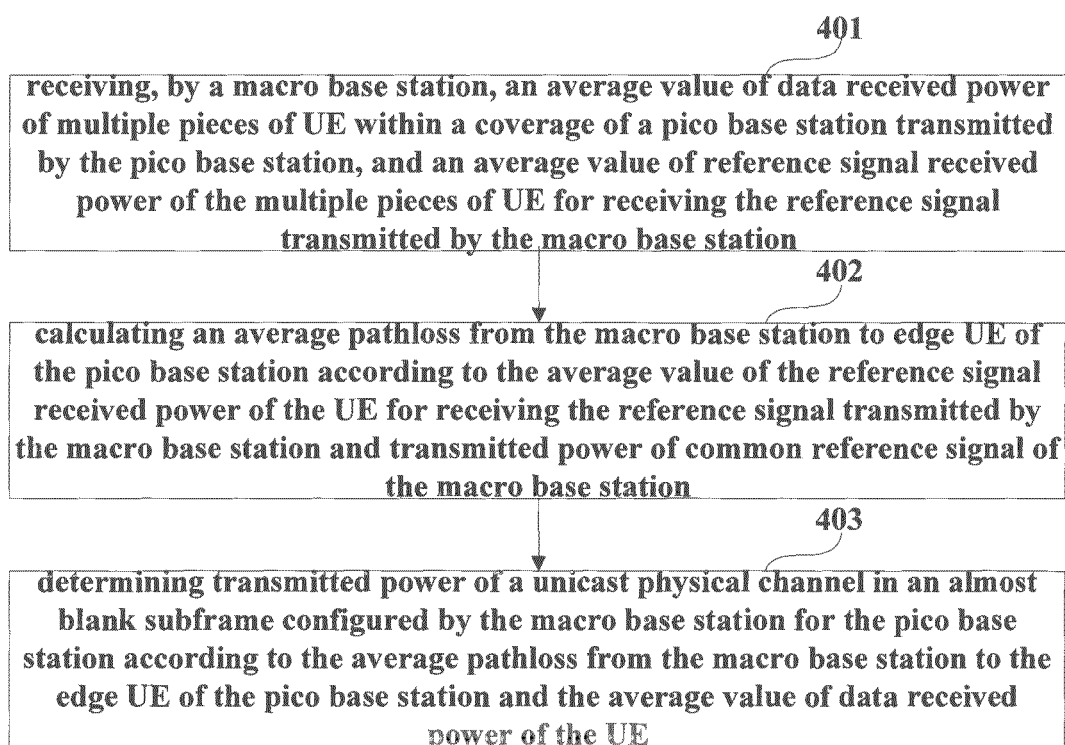 401
receiving, by a macro base station, an average value of data received power
of multiple pieces of UE within a coverage of a pico base station transmitted
by the pico base station, and an average value of reference signal received
power of the multiple pieces of UE for receiving the reference signal
transmitted by the macro base station
402
calculating an average pathloss from the macro base station to edge UE of
the pico base station according to the average value of the reference signal
received power of the UE for receiving the reference signal transmitted by
the macro base station and transmitted power of common reference signal of
the macro base station
403
determining transmitted power of a unicast physical channel in an almost
blank subframe configured by the macro base station for the pico base
station according to the average pathloss from the macro base station to the
edge UE of the pico base station and the average value of data received
power of the UE